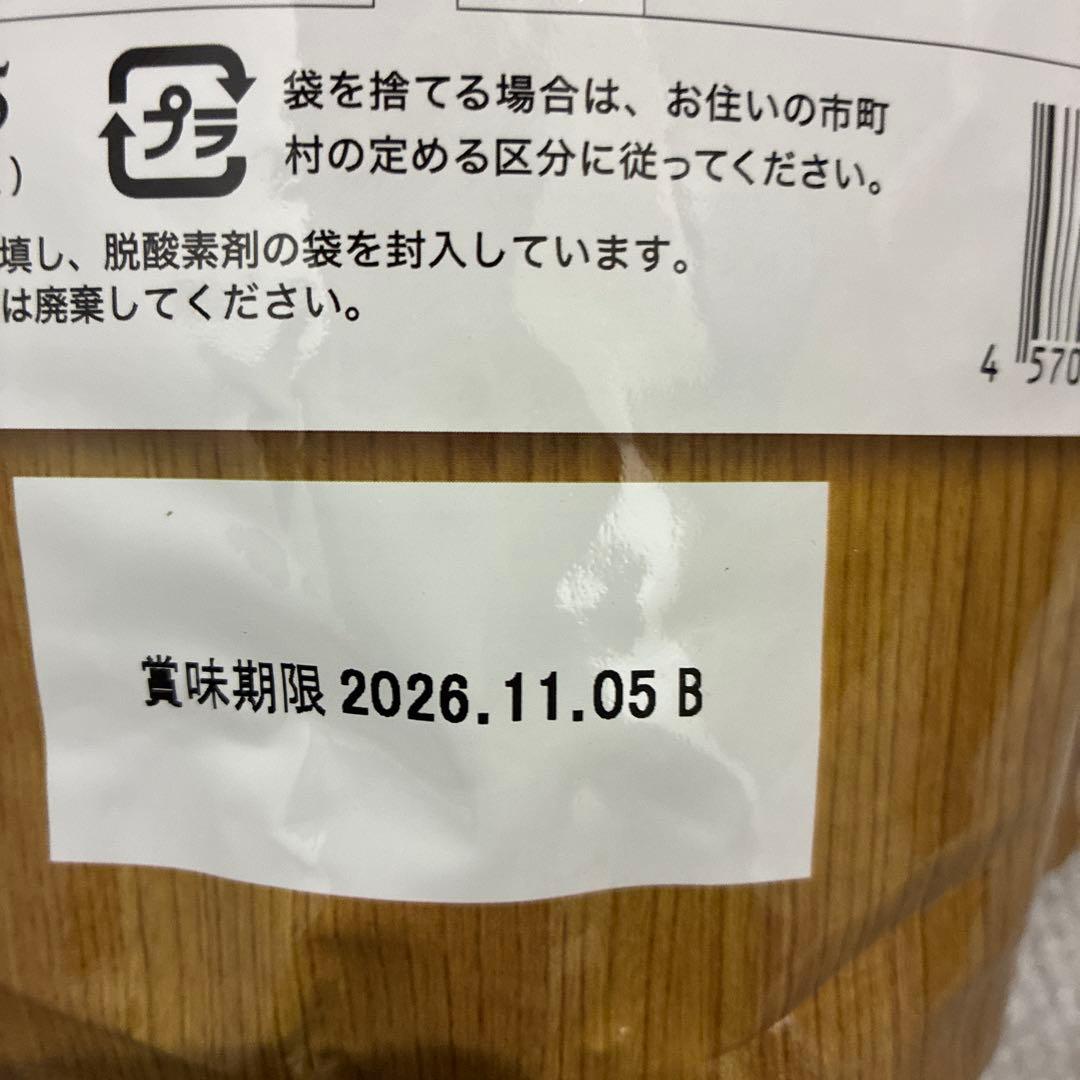 プラ
袋を捨てる場合は、お住いの市町
村の定める区分に従ってください。
填し、脱酸素剤の袋を封入しています。
は廃棄してください。
4 570
賞味期限 2026.11.05 B